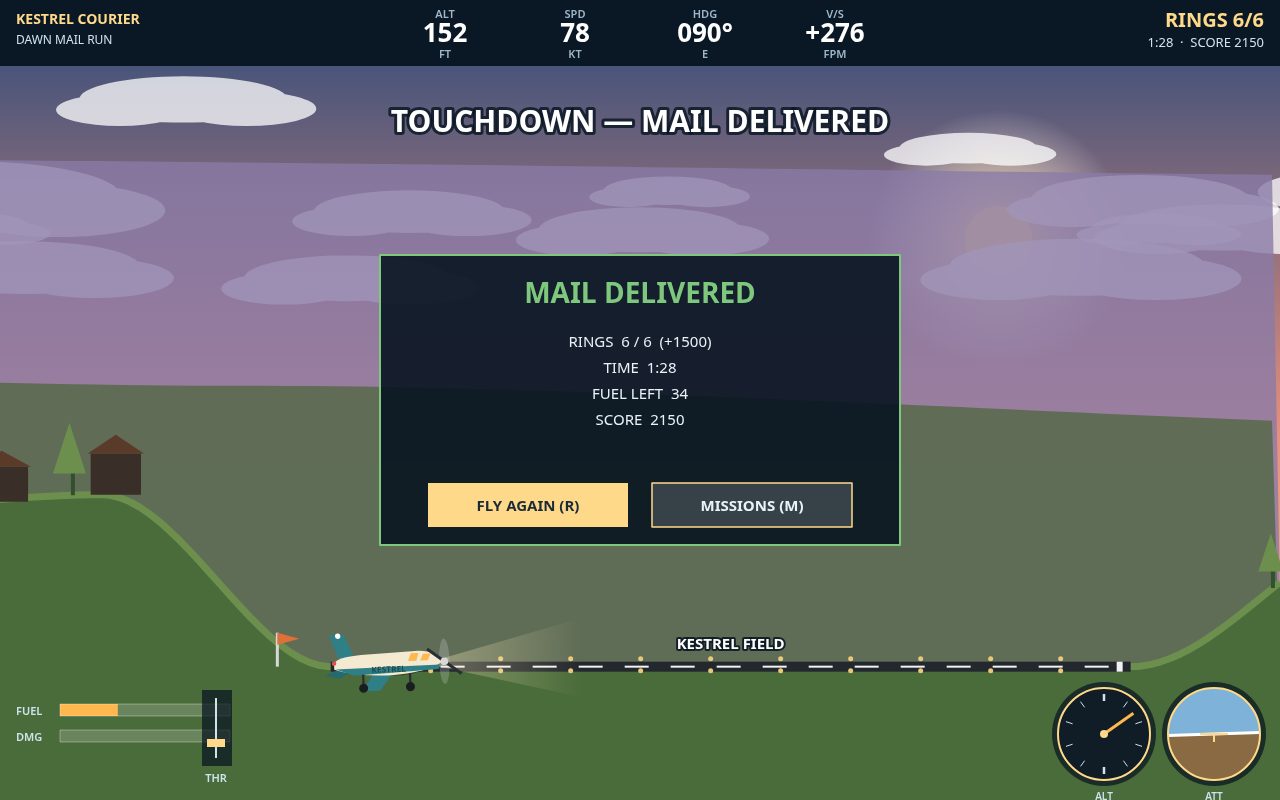 KESTREL COURIER
DAWN MAIL RUN
ALT
152
FT
SPD
78
KT
HDG
090°
E
V/S
+276
FPM
RINGS 6/6
1:28 · SCORE 2150
TOUCHDOWN — MAIL DELIVERED
MAIL DELIVERED
RINGS 6 / 6 (+1500)
TIME 1:28
FUEL LEFT 34
SCORE 2150
FLY AGAIN (R)
MISSIONS (M)
KESTREL FIELD
KESTREL
FUEL
DMG
THR
ALT
ATT